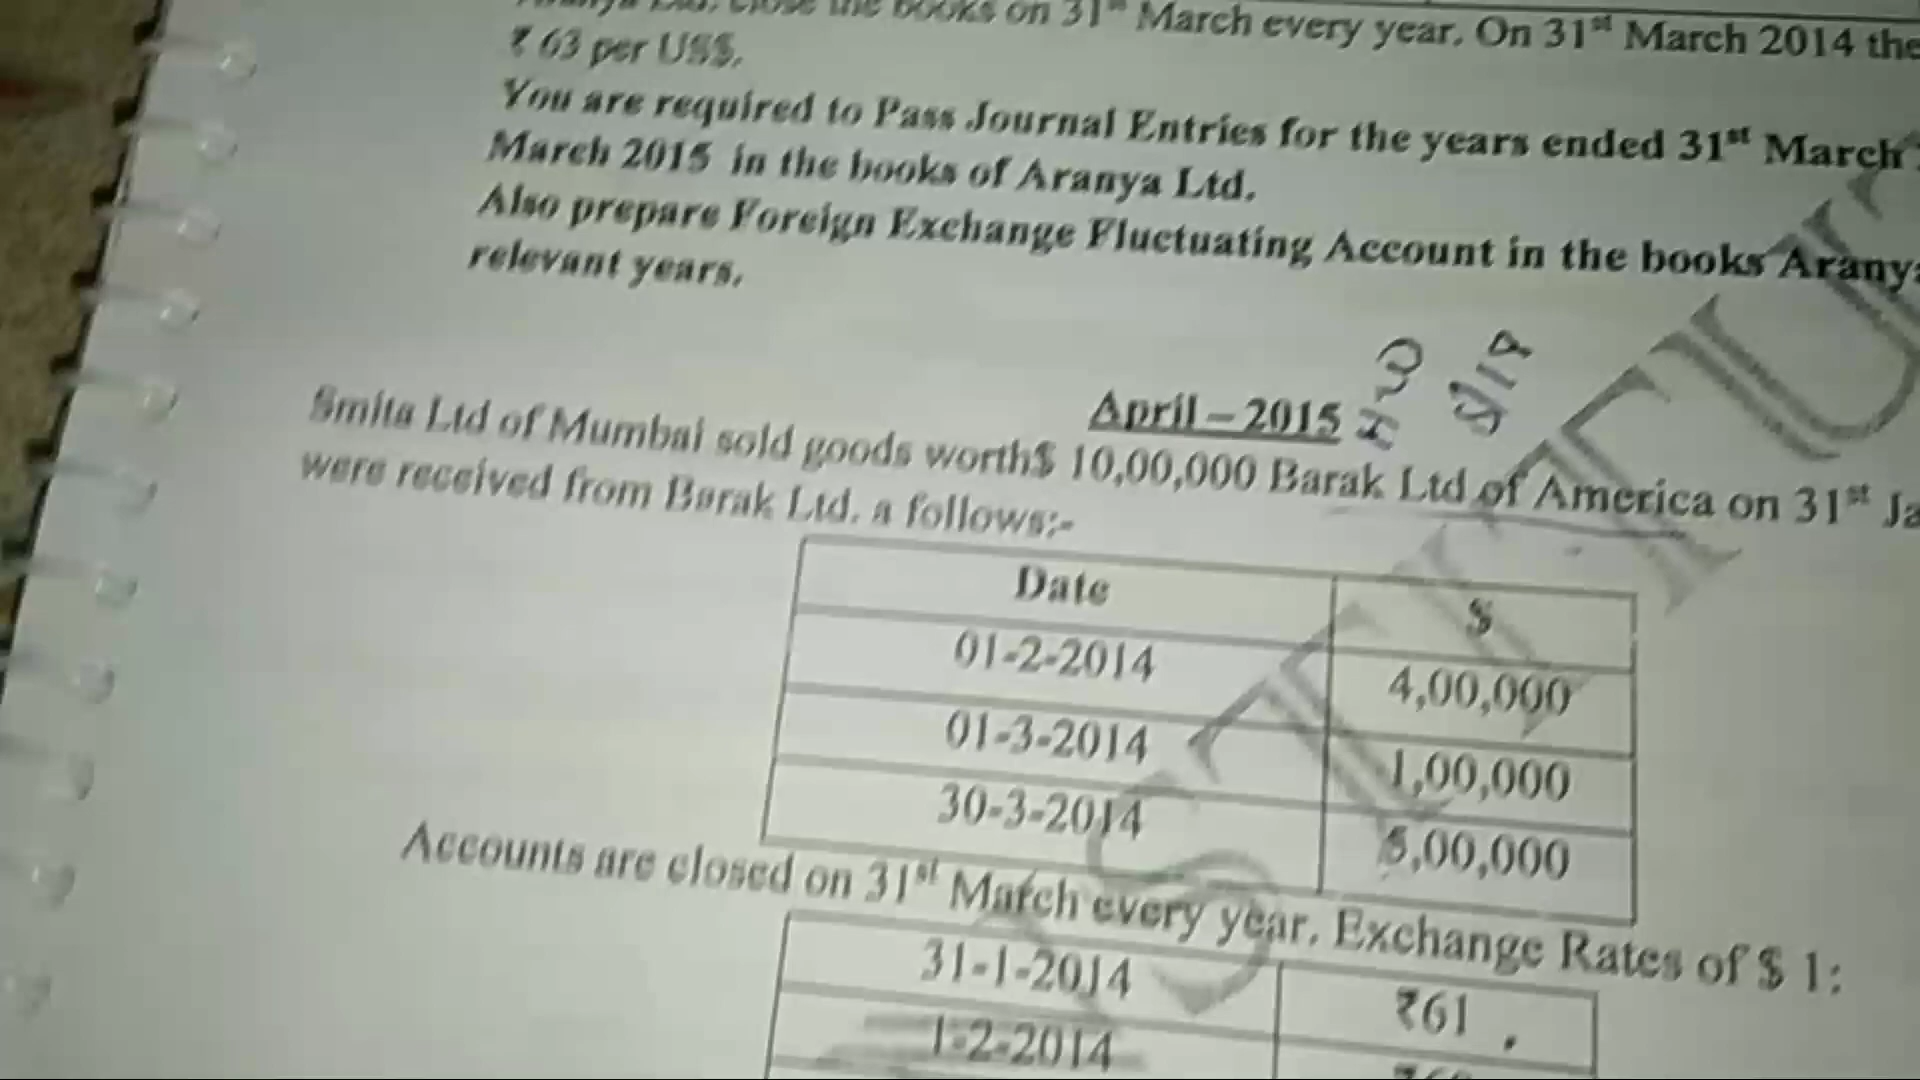 close the books on 31st March every year. On 31st March 2014 the
₹ 63 per US$.
You are required to Pass Journal Entries for the years ended 31st March
March 2015 in the books of Aranya Ltd.
Also prepare Foreign Exchange Fluctuating Account in the books Aranya
relevant years.
April – 2015
Smita Ltd of Mumbai sold goods worth$ 10,00,000 Barak Ltd of America on 31st Ja
were received from Barak Ltd. a follows:-
Date $
01-2-2014 4,00,000
01-3-2014 1,00,000
30-3-2014 5,00,000
Accounts are closed on 31st March every year. Exchange Rates of $ 1:
31-1-2014 ₹61
1-2-2014